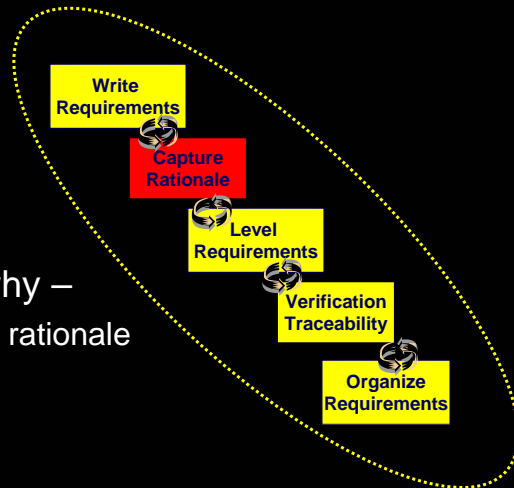 Write
Requirements
Capture
Rationale
Level
Requirements
hy –
rationale
Verification
Traceability
Organize
Requirements